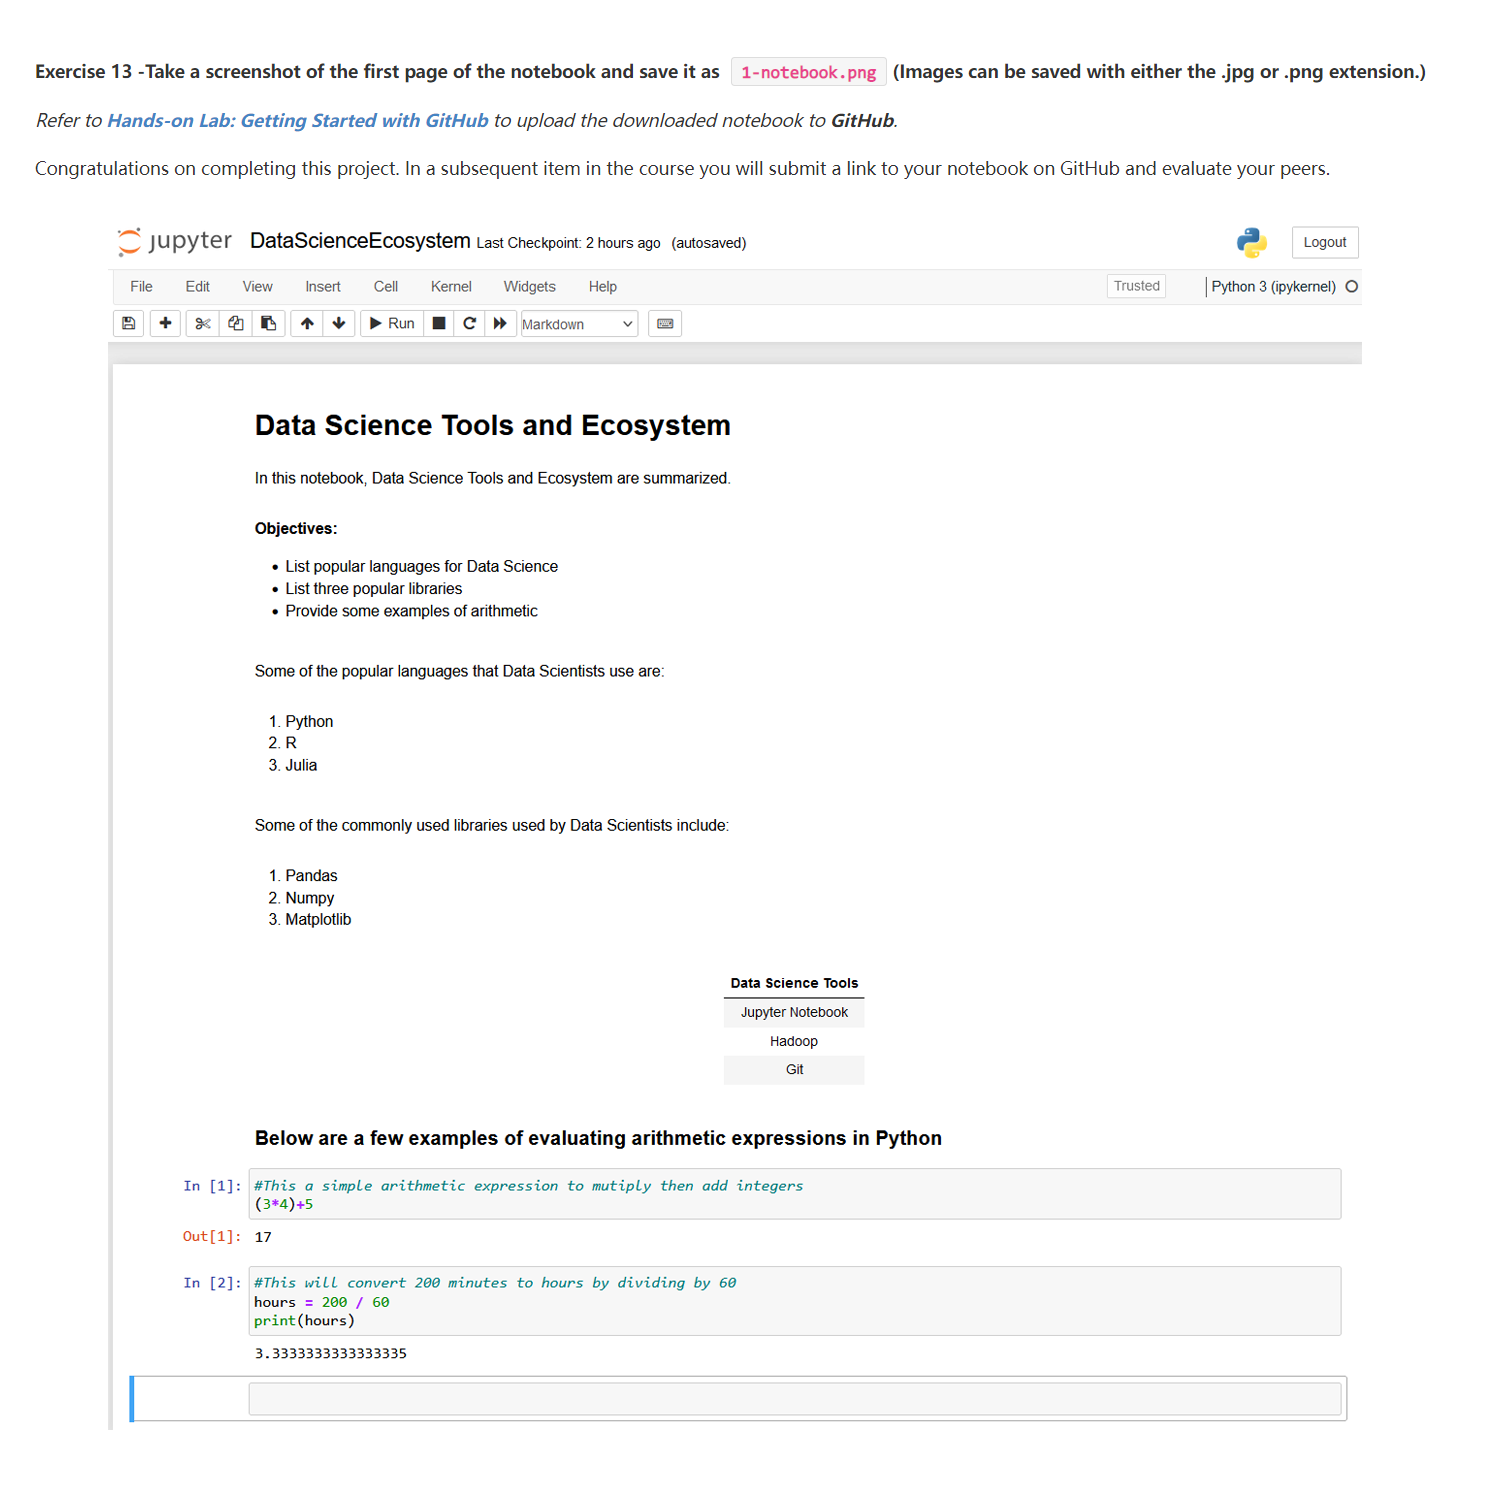 Exercise 13 -Take a screenshot of the first page of the notebook and save it as 1-notebook.png (Images can be saved with either the .jpg or .png extension.)
Refer to Hands-on Lab: Getting Started with GitHub to upload the downloaded notebook to GitHub.
Congratulations on completing this project. In a subsequent item in the course you will submit a link to your notebook on GitHub and evaluate your peers.
jupyter DataScienceEcosystem Last Checkpoint: 2 hours ago (autosaved) Logout
File Edit View Insert Cell Kernel Widgets Help Trusted Python 3 (ipykernel)
Run Markdown
Data Science Tools and Ecosystem
In this notebook, Data Science Tools and Ecosystem are summarized.
Objectives:
• List popular languages for Data Science
• List three popular libraries
• Provide some examples of arithmetic
Some of the popular languages that Data Scientists use are:
1. Python
2. R
3. Julia
Some of the commonly used libraries used by Data Scientists include:
1. Pandas
2. Numpy
3. Matplotlib
Data Science Tools
Jupyter Notebook
Hadoop
Git
Below are a few examples of evaluating arithmetic expressions in Python
In [1]: #This a simple arithmetic expression to mutiply then add integers
(3*4)+5
Out[1]: 17
In [2]: #This will convert 200 minutes to hours by dividing by 60
hours = 200 / 60
print(hours)
3.3333333333333335